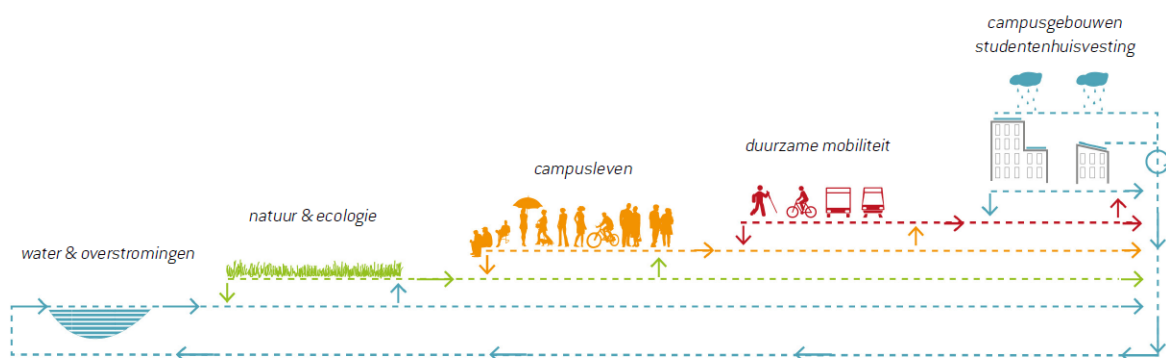 campusgebouwen
studentenhuisvesting
duurzame mobiliteit
campusleven
natuur & ecologie
water & overstromingen